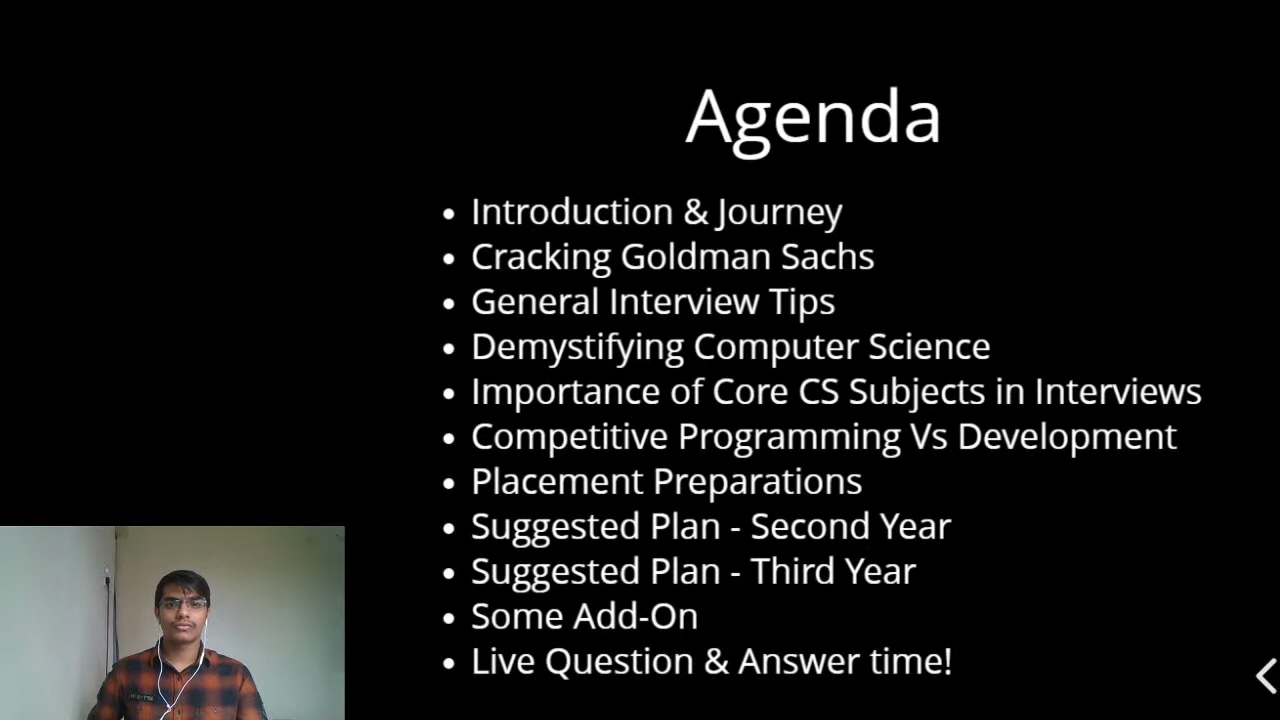 Agenda
Introduction & Journey
Cracking Goldman Sachs
General Interview Tips
Demystifying Computer Science
Importance of Core CS Subjects in Interviews
Competitive Programming Vs Development
Placement Preparations
Suggested Plan - Second Year
Suggested Plan - Third Year
Some Add-On
Live Question & Answer time!